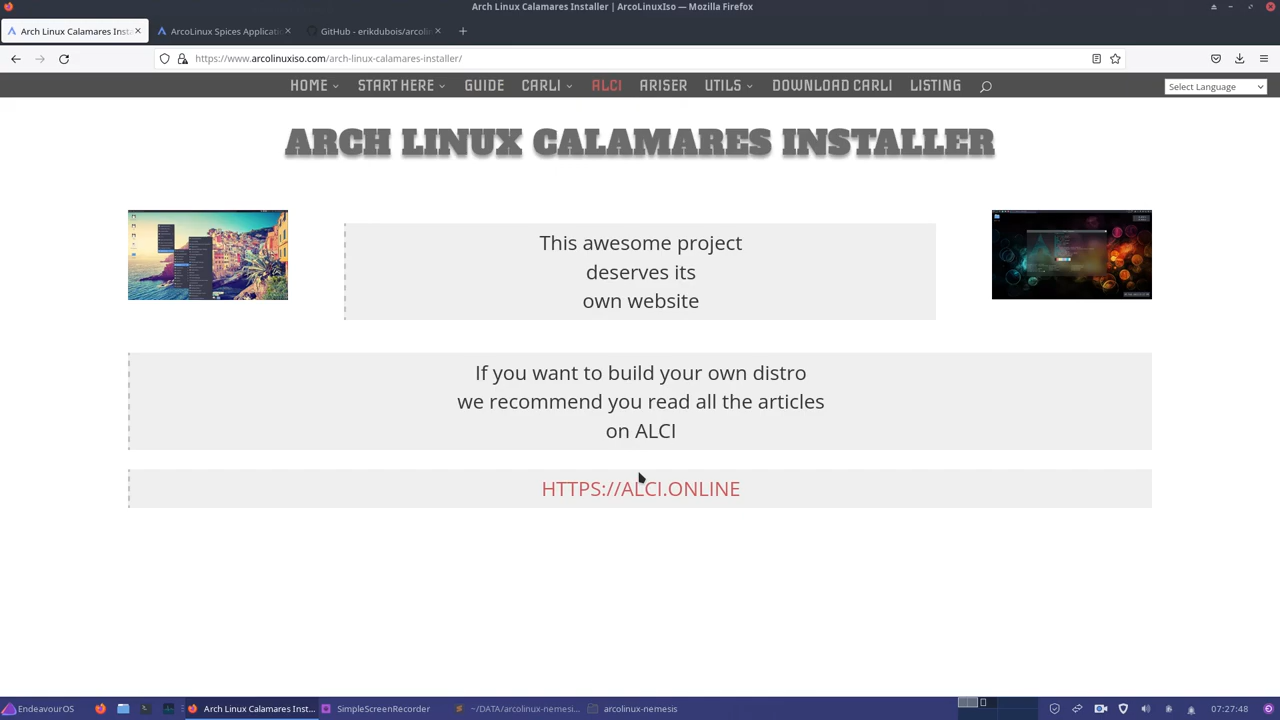 Arch Linux Calamares Installer | ArcoLinuxIso — Mozilla Firefox
Arch Linux Calamares Inst
ArcoLinux Spices Applicati
GitHub - erikdubois/arcolin
https://www.arcolinuxiso.com/arch-linux-calamares-installer/
HOME START HERE GUIDE CARLI ALCI ARISER UTILS DOWNLOAD CARLI LISTING
Select Language
ARCH LINUX CALAMARES INSTALLER
This awesome project
deserves its
own website
If you want to build your own distro
we recommend you read all the articles
on ALCI
HTTPS://ALCI.ONLINE
EndeavourOS
Arch Linux Calamares Inst...
SimpleScreenRecorder
~/DATA/arcolinux-nemesi...
arcolinux-nemesis
07:27:48